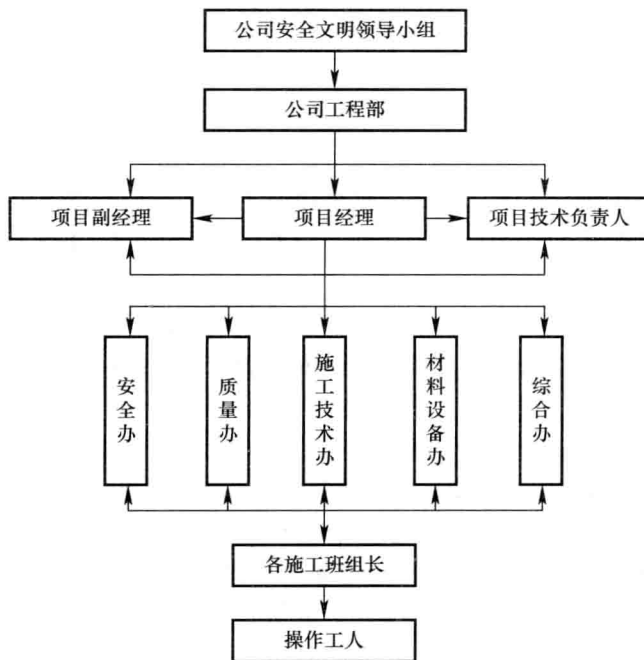 公司安全文明领导小组
公司工程部
项目副经理
项目经理
项目技术负责人
安全办
质量办
施工技术办
材料设备办
综合办
各施工班组长
操作工人